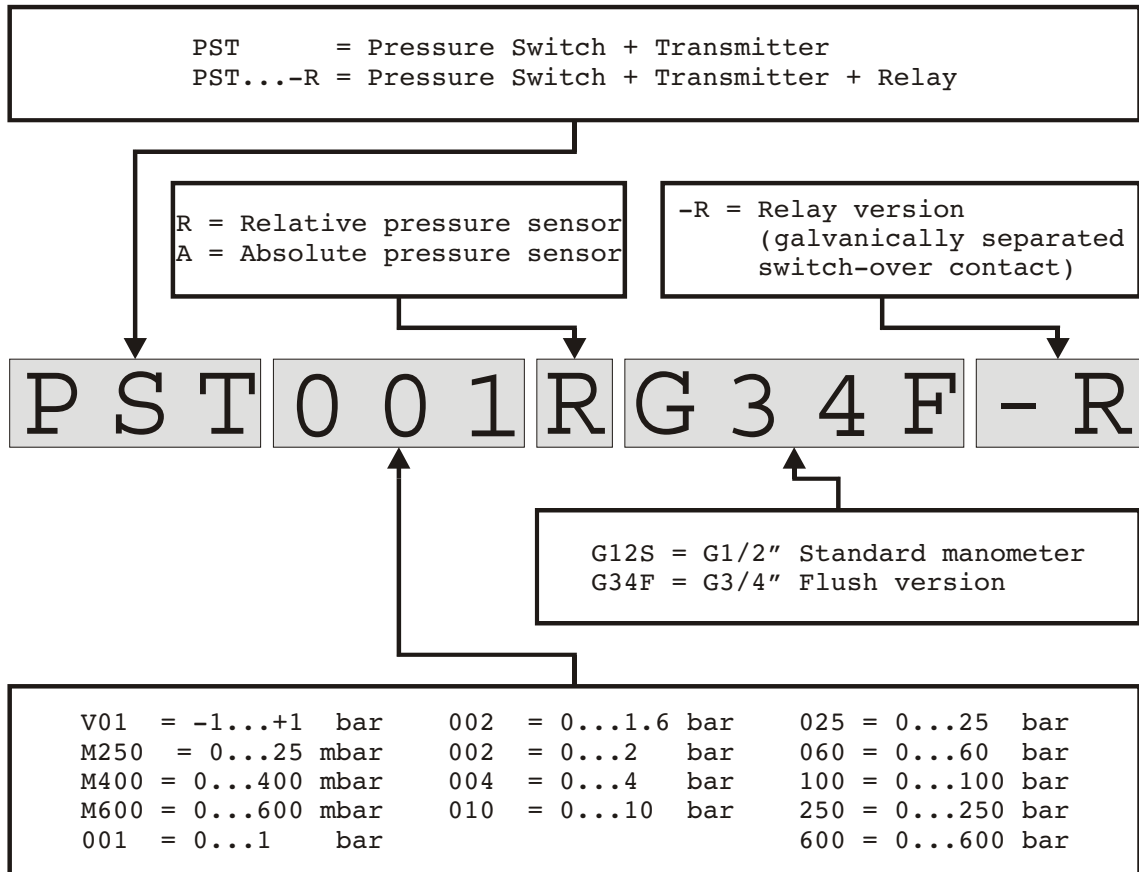 PST = Pressure Switch + Transmitter
PST...-R = Pressure Switch + Transmitter + Relay
R = Relative pressure sensor
A = Absolute pressure sensor
-R = Relay version
(galvanically separated
switch-over contact)
PST001RG34F-R
G12S = G1/2" Standard manometer
G34F = G3/4" Flush version
V01 = -1...+1 bar 002 = 0...1.6 bar 025 = 0...25 bar
M250 = 0...25 mbar 002 = 0...2 bar 060 = 0...60 bar
M400 = 0...400 mbar 004 = 0...4 bar 100 = 0...100 bar
M600 = 0...600 mbar 010 = 0...10 bar 250 = 0...250 bar
001 = 0...1 bar 600 = 0...600 bar